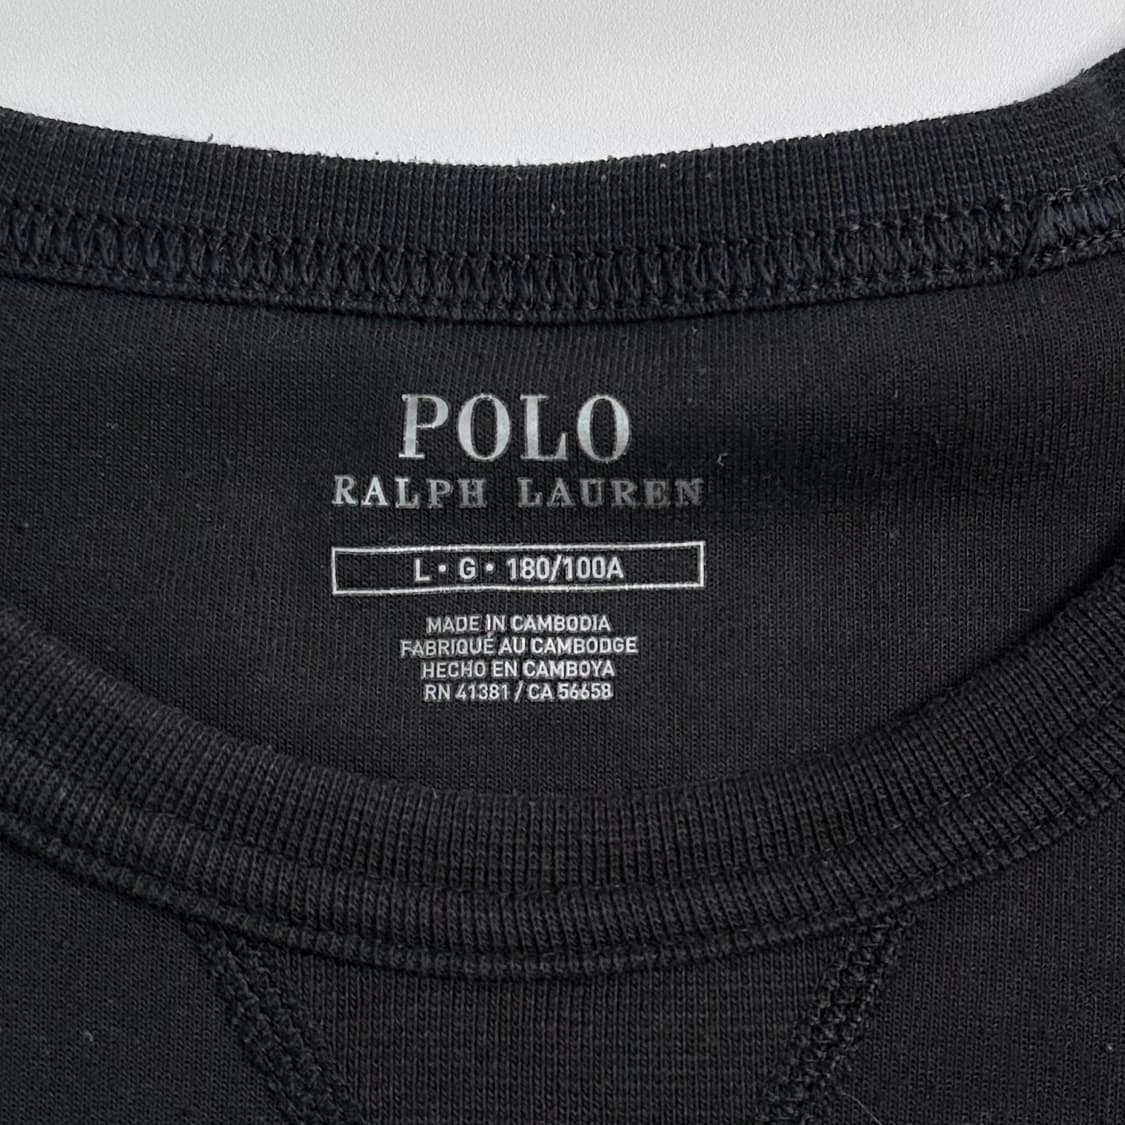 POLO
RALPH LAUREN
L • G • 180/100A
MADE IN CAMBODIA
FABRIQUÉ AU CAMBODGE
HECHO EN CAMBOYA
RN 41381 / CA 56658